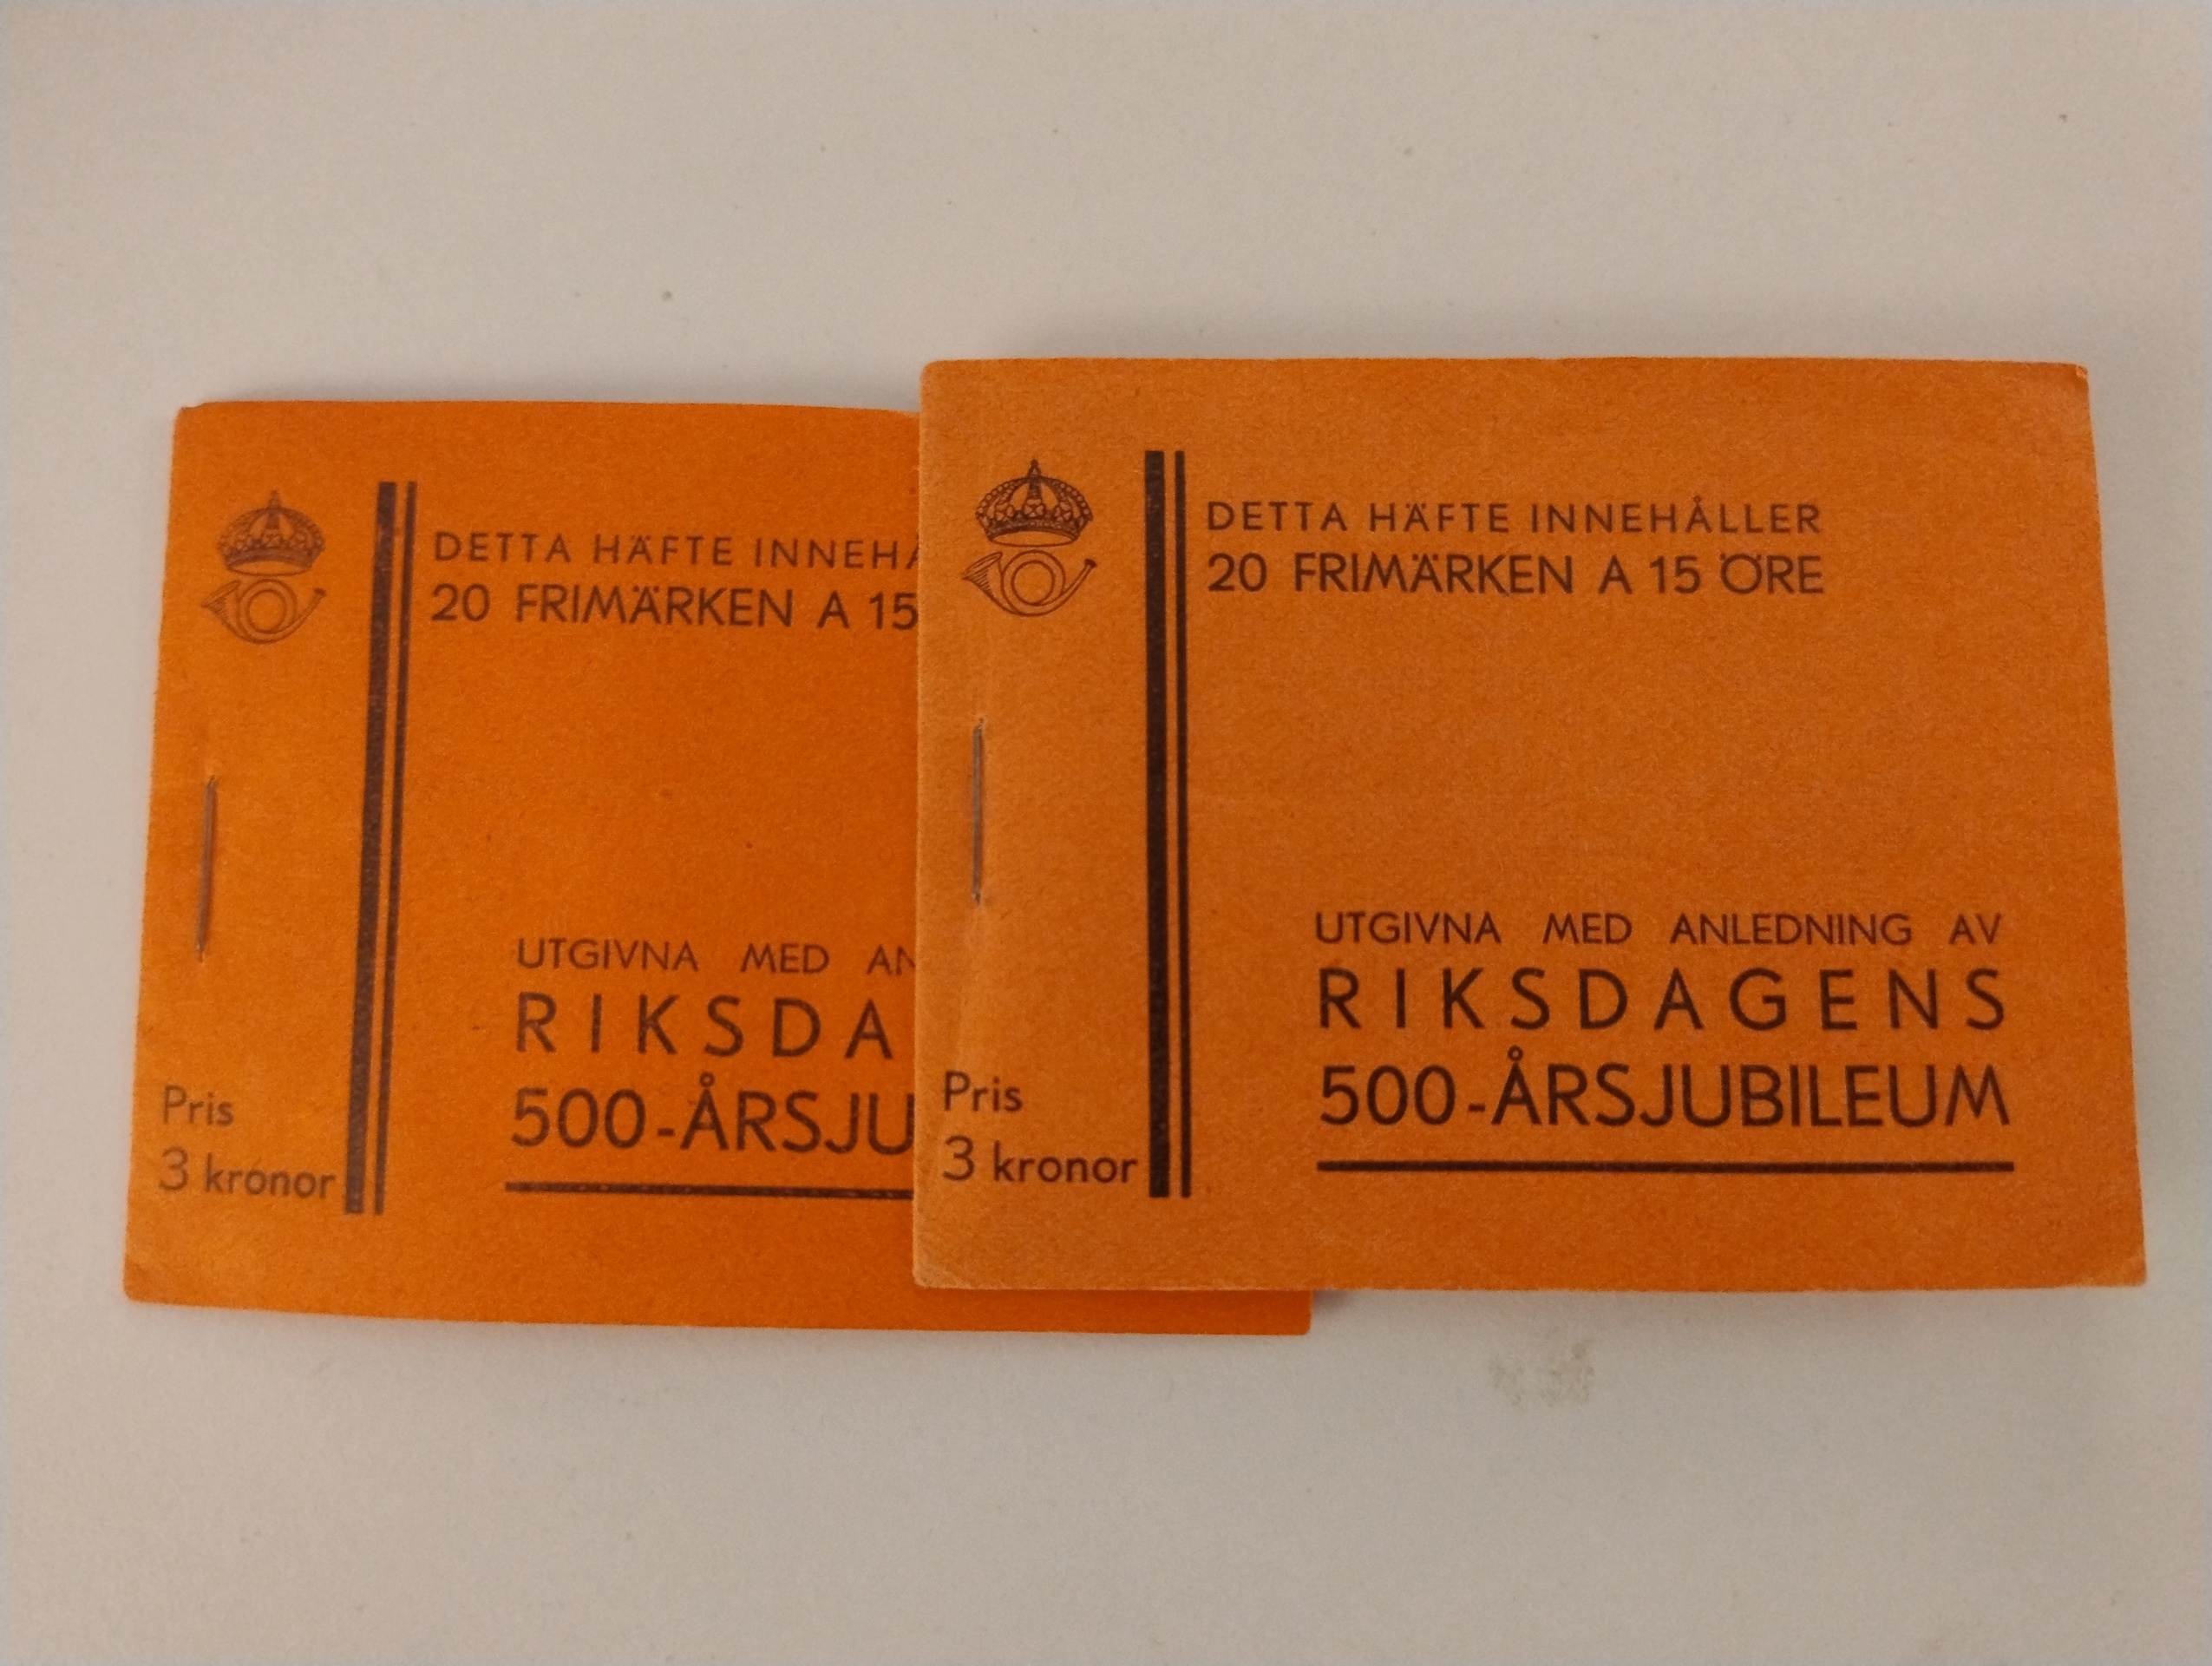 DETTA HÄFTE INNEHÅ
20 FRIMÄRKEN A 15
UTGIVNA MED AN
RIKSDA
500-ÅRSJU
Pris
3 kronor
DETTA HÄFTE INNEHÅLLER
20 FRIMÄRKEN A 15 ÖRE
UTGIVNA MED ANLEDNING AV
RIKSDAGENS
500-ÅRSJUBILEUM
Pris
3 kronor